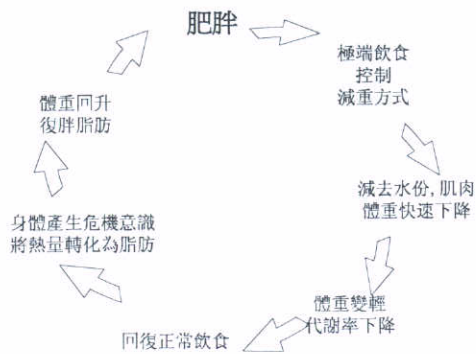 肥胖
極端飲食
控制
減重方式
減去水份,肌肉
體重快速下降
體重變輕
代謝率下降
回復正常飲食
身體產生危機意識
將熱量轉化為脂肪
體重回升
復胖脂肪